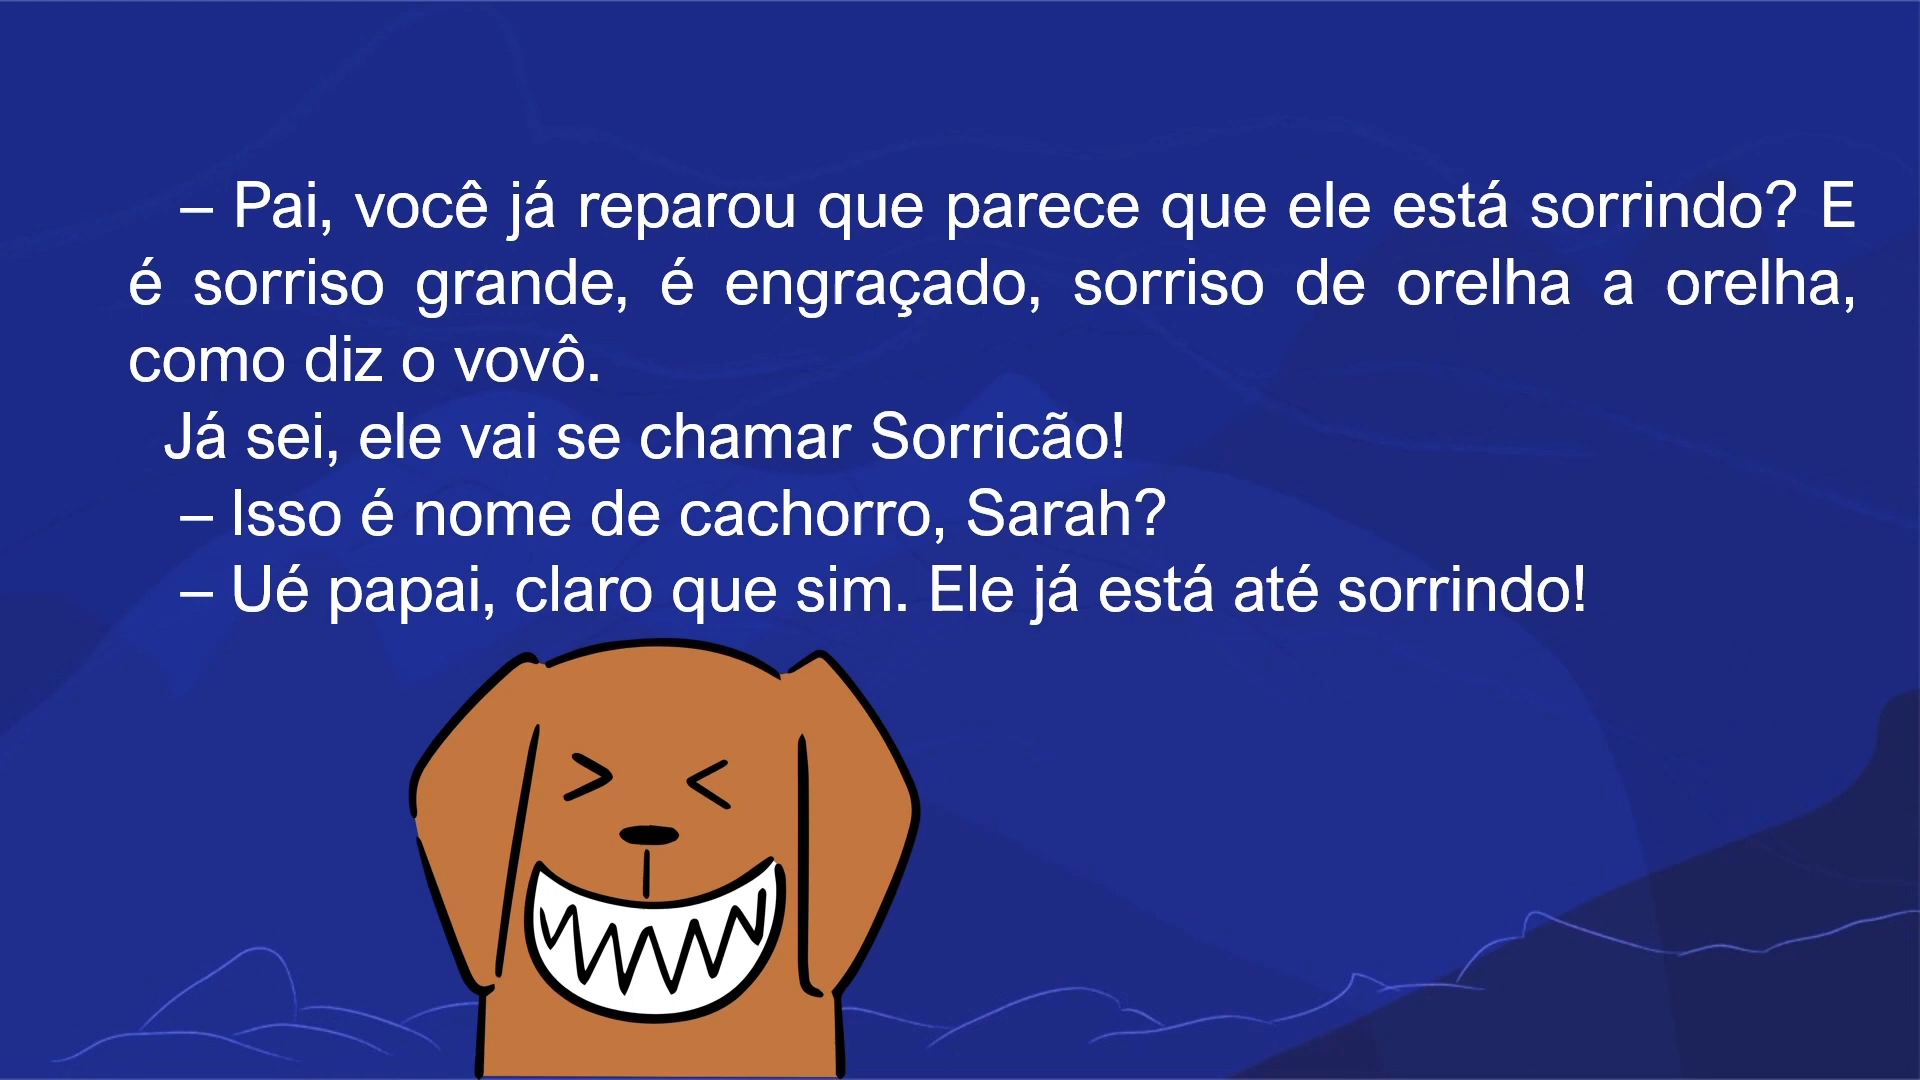 – Pai, você já reparou que parece que ele está sorrindo? E
é sorriso grande, é engraçado, sorriso de orelha a orelha,
como diz o vovô.
Já sei, ele vai se chamar Sorricão!
– Isso é nome de cachorro, Sarah?
– Ué papai, claro que sim. Ele já está até sorrindo!